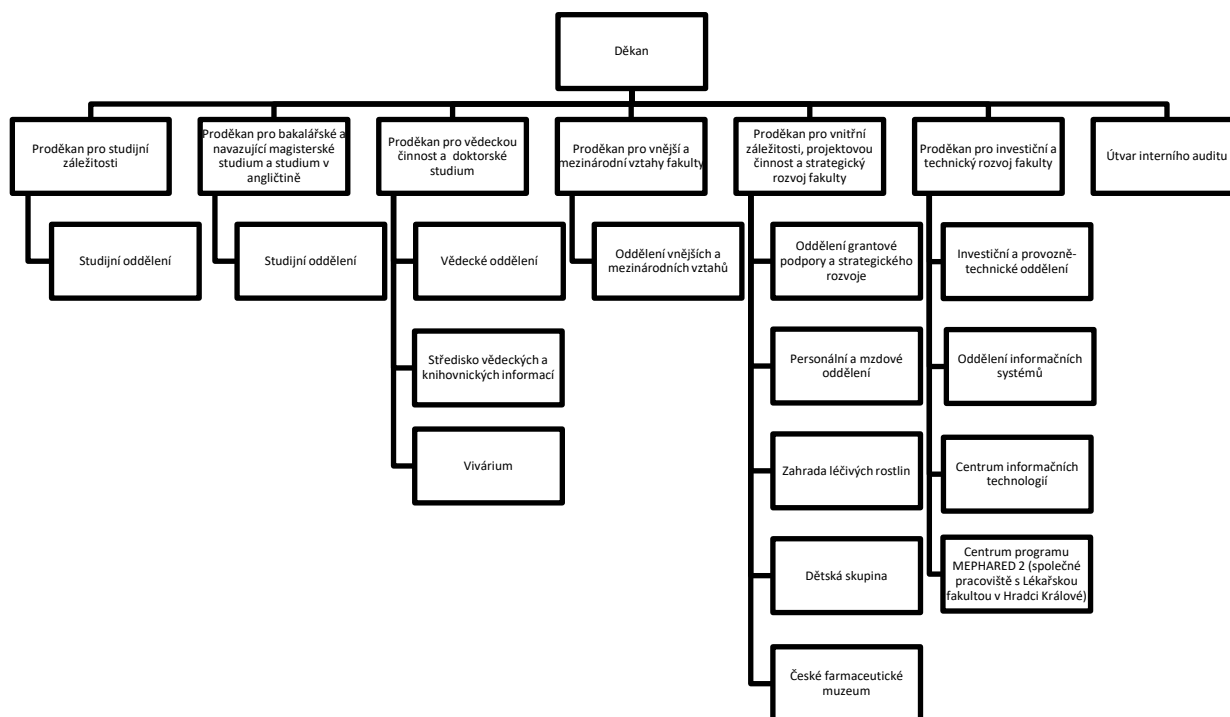 Děkan
Proděkan pro studijní
záležitosti
Proděkan pro bakalářské a
navazující magisterské
studium a studium v
angličtině
Proděkan pro vědeckou
činnost a doktorské
studium
Proděkan pro vnější a
mezinárodní vztahy fakulty
Proděkan pro vnitřní
záležitosti, projektovou
činnost a strategický
rozvoj fakulty
Proděkan pro investiční a
technický rozvoj fakulty
Útvar interního auditu
Studijní oddělení
Studijní oddělení
Vědecké oddělení
Oddělení vnějších a
mezinárodních vztahů
Oddělení grantové
podpory a strategického
rozvoje
Investiční a provozně-
technické oddělení
Středisko vědeckých a
knihovnických informací
Personální a mzdové
oddělení
Oddělení informačních
systémů
Vivárium
Zahrada léčivých rostlin
Centrum informačních
technologií
Dětská skupina
Centrum programu
MEPHARED 2 (společné
pracoviště s Lékařskou
fakultou v Hradci Králové)
České farmaceutické
muzeum